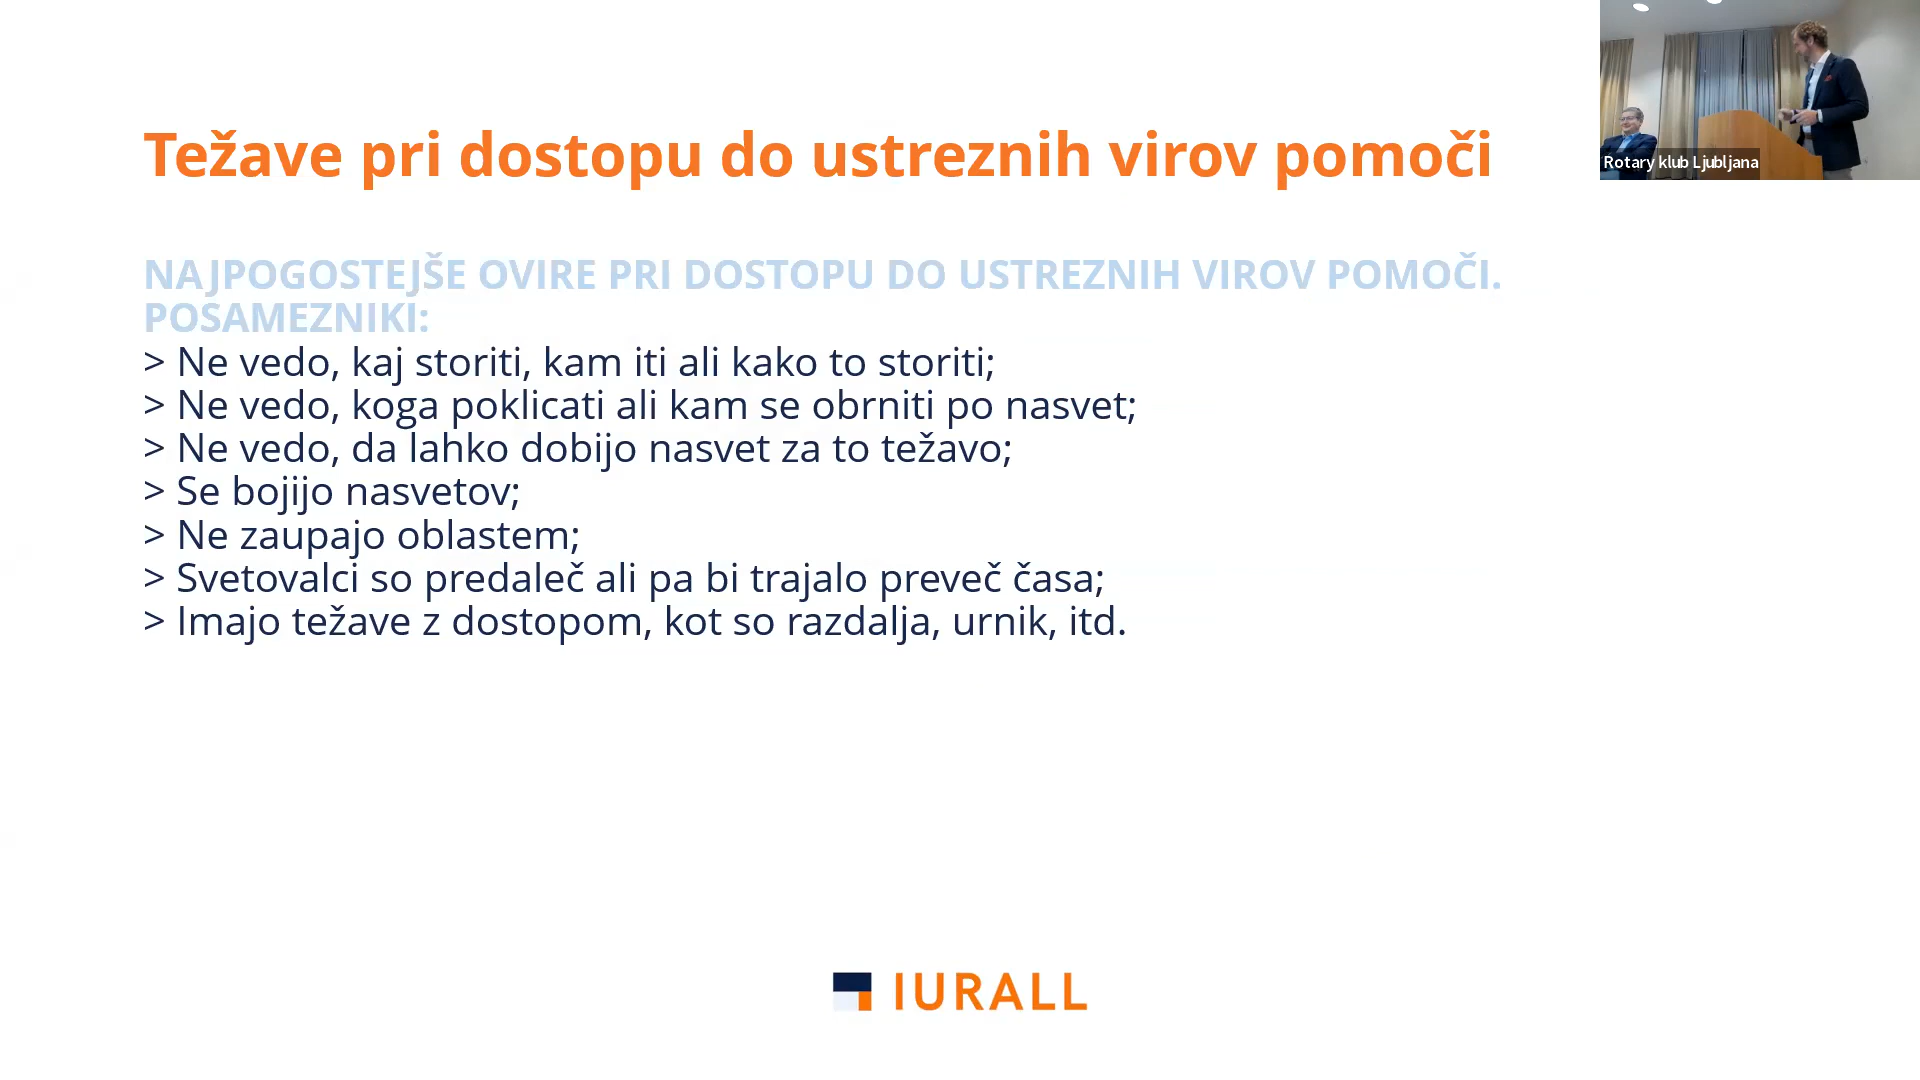 Težave pri dostopu do ustreznih virov pomoči
Rotary klub Ljubljana
NAJPOGOSTEJŠE OVIRE PRI DOSTOPU DO USTREZNIH VIROV POMOČI.
POSAMEZNIKI:
> Ne vedo, kaj storiti, kam iti ali kako to storiti;
> Ne vedo, koga poklicati ali kam se obrniti po nasvet;
> Ne vedo, da lahko dobijo nasvet za to težavo;
> Se bojijo nasvetov;
> Ne zaupajo oblastem;
> Svetovalci so predaleč ali pa bi trajalo preveč časa;
> Imajo težave z dostopom, kot so razdalja, urnik, itd.
IURALL